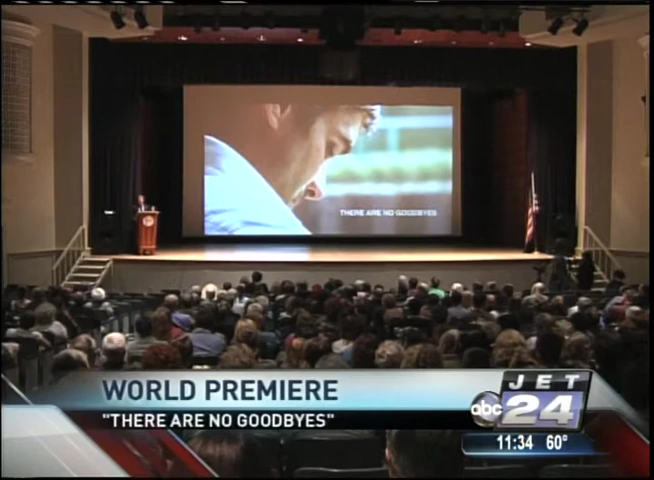 THERE ARE NO GOODBYES
WORLD PREMIERE
"THERE ARE NO GOODBYES"
JET
abc 24
11:34 60°